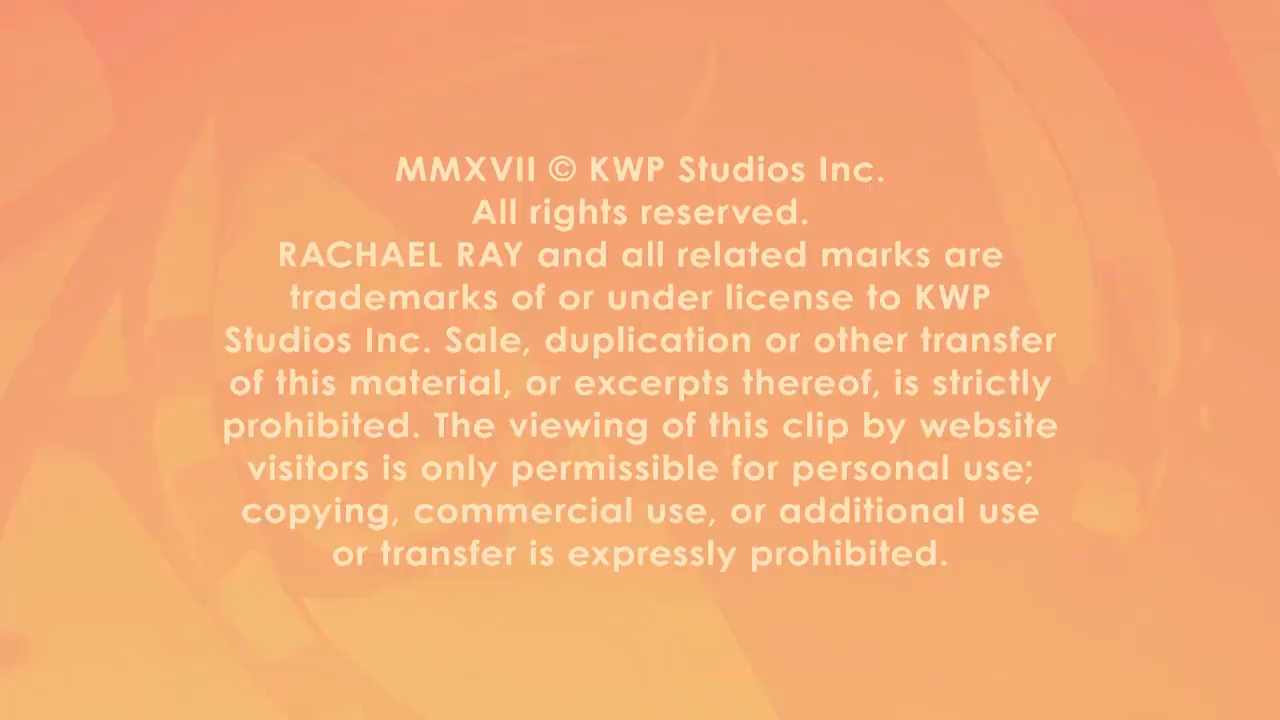 MMXVII © KWP Studios Inc.
All rights reserved.
RACHAEL RAY and all related marks are
trademarks of or under license to KWP
Studios Inc. Sale, duplication or other transfer
of this material, or excerpts thereof, is strictly
prohibited. The viewing of this clip by website
visitors is only permissible for personal use;
copying, commercial use, or additional use
or transfer is expressly prohibited.